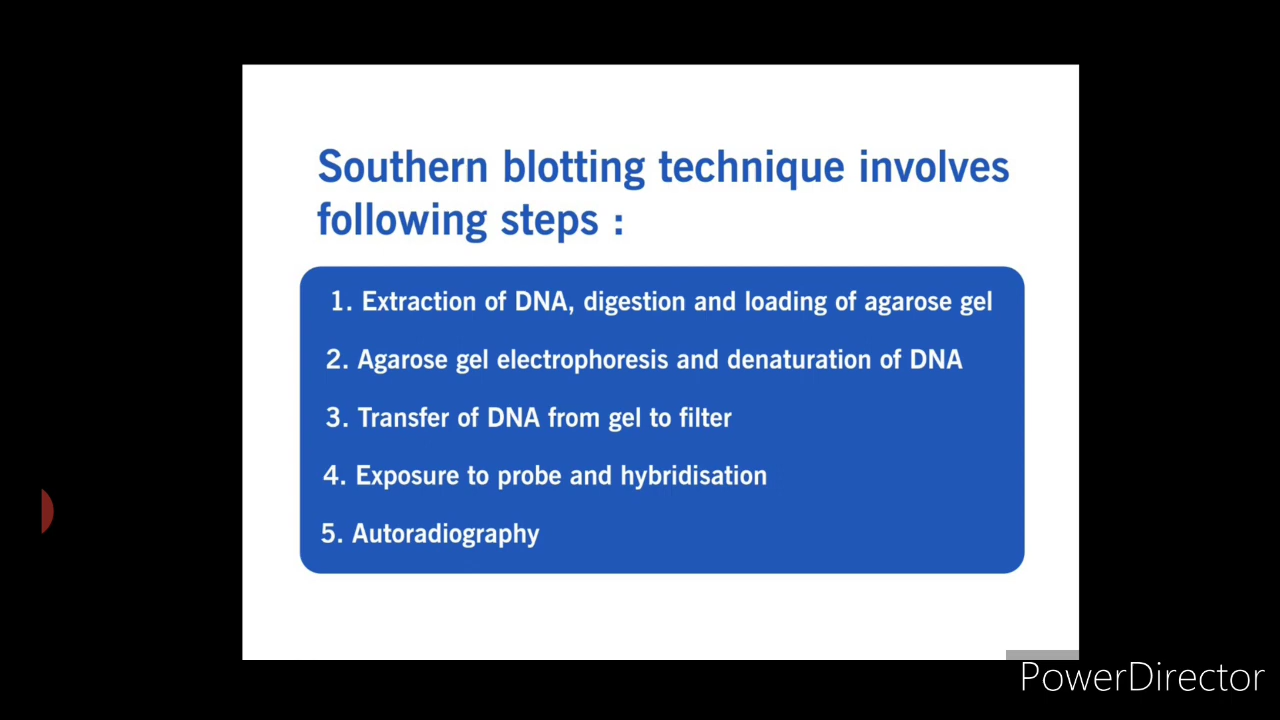 Southern blotting technique involves
following steps :
1. Extraction of DNA, digestion and loading of agarose gel
2. Agarose gel electrophoresis and denaturation of DNA
3. Transfer of DNA from gel to filter
4. Exposure to probe and hybridisation
5. Autoradiography
PowerDirector